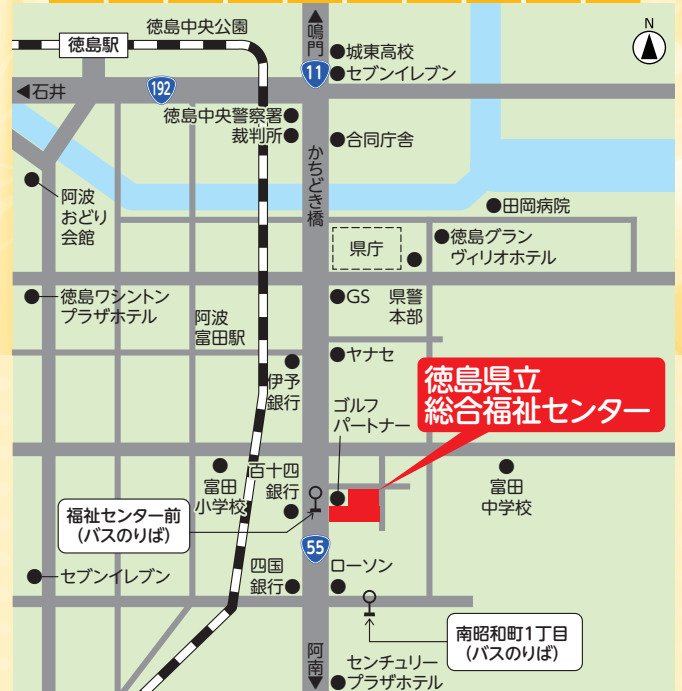 徳島中央公園
徳島駅
▲鳴門
●城東高校
●セブンイレブン
N
11
192
◀石井
徳島中央警察署●
裁判所●
●合同庁舎
かちどき橋
阿波
おどり
会館
●田岡病院
県庁
●徳島グラン
ヴィリオホテル
●徳島ワシントン
プラザホテル
●GS
県警
本部
阿波
富田駅
●ヤナセ
伊予
銀行
徳島県立
総合福祉センター
ゴルフ
パートナー
富田
小学校
百十四
銀行
富田
中学校
福祉センター前
(バスのりば)
55
●セブンイレブン
四国
銀行●
ローソン
南昭和町1丁目
(バスのりば)
阿南▼
センチュリー
●プラザホテル